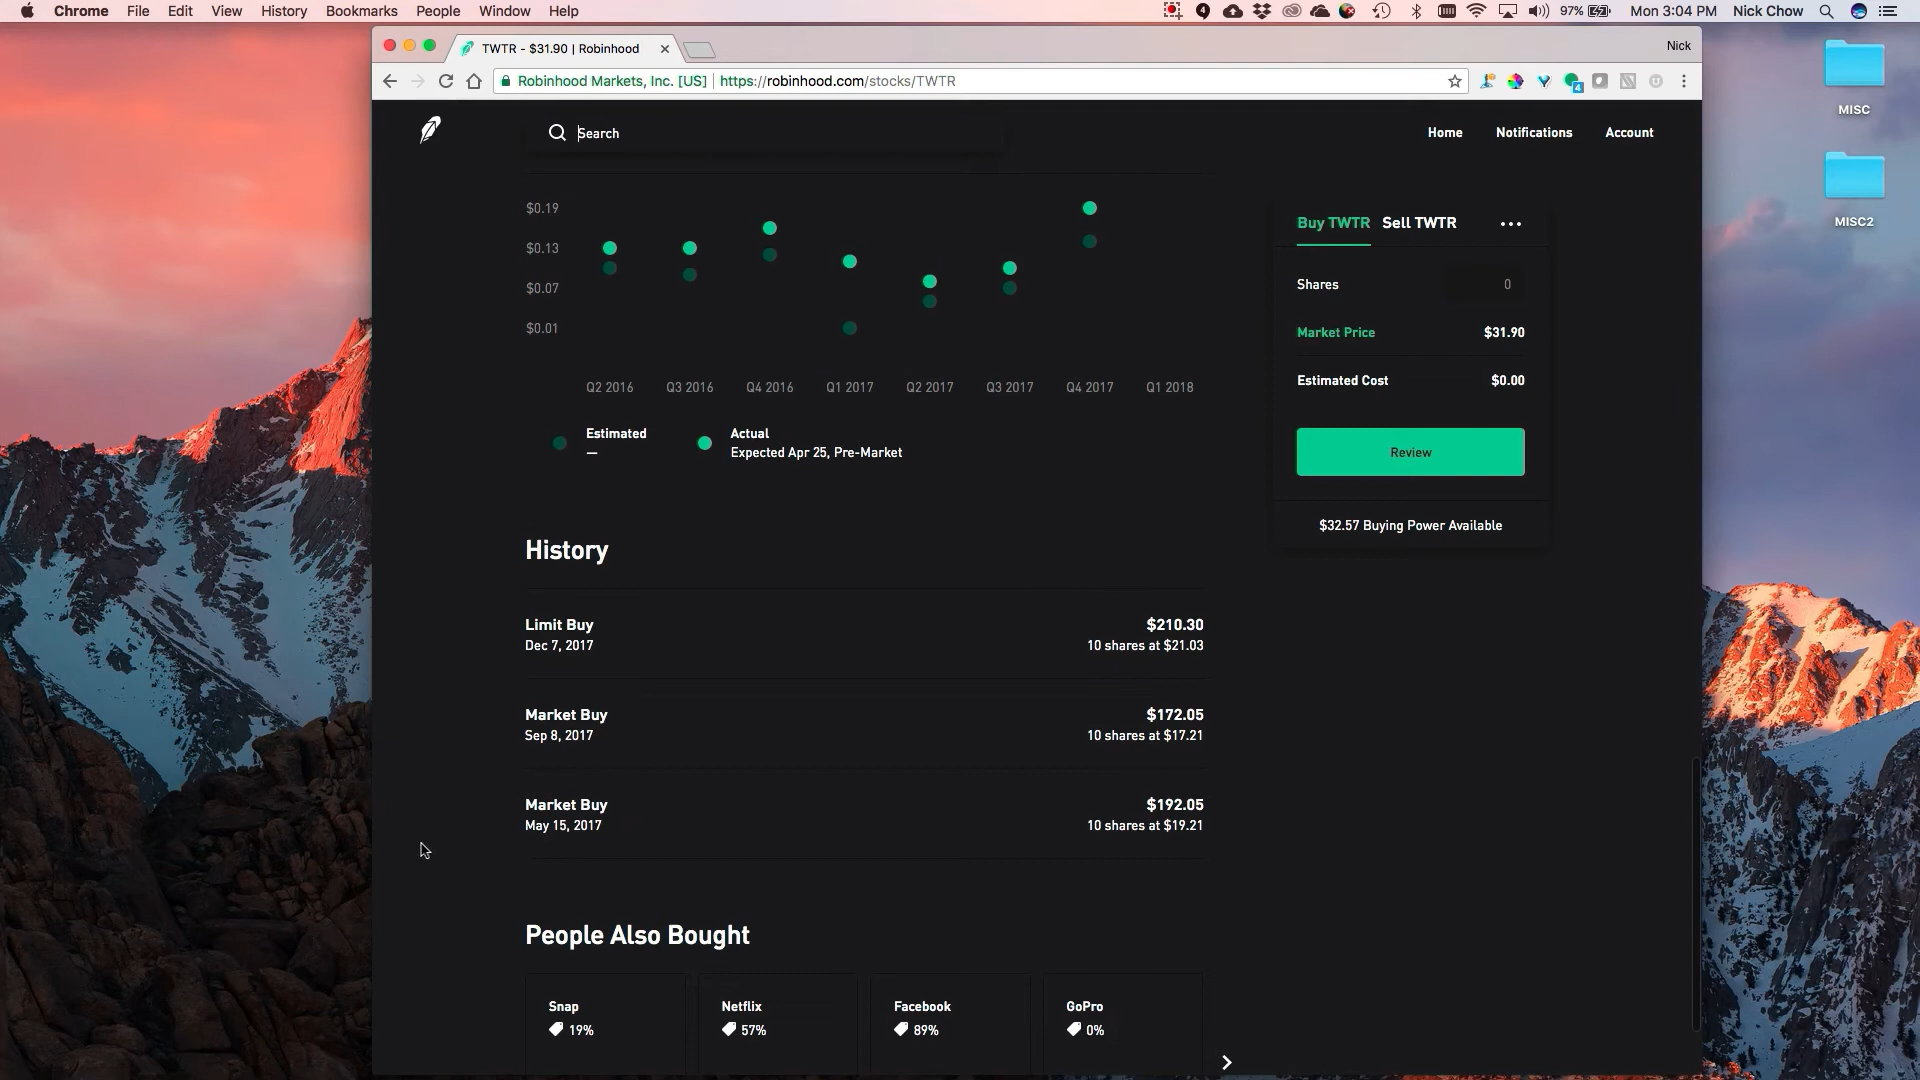 Chrome File Edit View History Bookmarks People Window Help 97% Mon 3:04 PM Nick Chow
TWTR - $31.90 | Robinhood Nick
Robinhood Markets, Inc. [US] https://robinhood.com/stocks/TWTR
4
MISC
MISC2
Search Home Notifications Account
$0.19
$0.13
$0.07
$0.01
Q2 2016 Q3 2016 Q4 2016 Q1 2017 Q2 2017 Q3 2017 Q4 2017 Q1 2018
Estimated Actual
— Expected Apr 25, Pre-Market
Buy TWTR Sell TWTR
Shares 0
Market Price $31.90
Estimated Cost $0.00
Review
$32.57 Buying Power Available
History
Limit Buy $210.30
Dec 7, 2017 10 shares at $21.03
Market Buy $172.05
Sep 8, 2017 10 shares at $17.21
Market Buy $192.05
May 15, 2017 10 shares at $19.21
People Also Bought
Snap Netflix Facebook GoPro
19% 57% 89% 0%